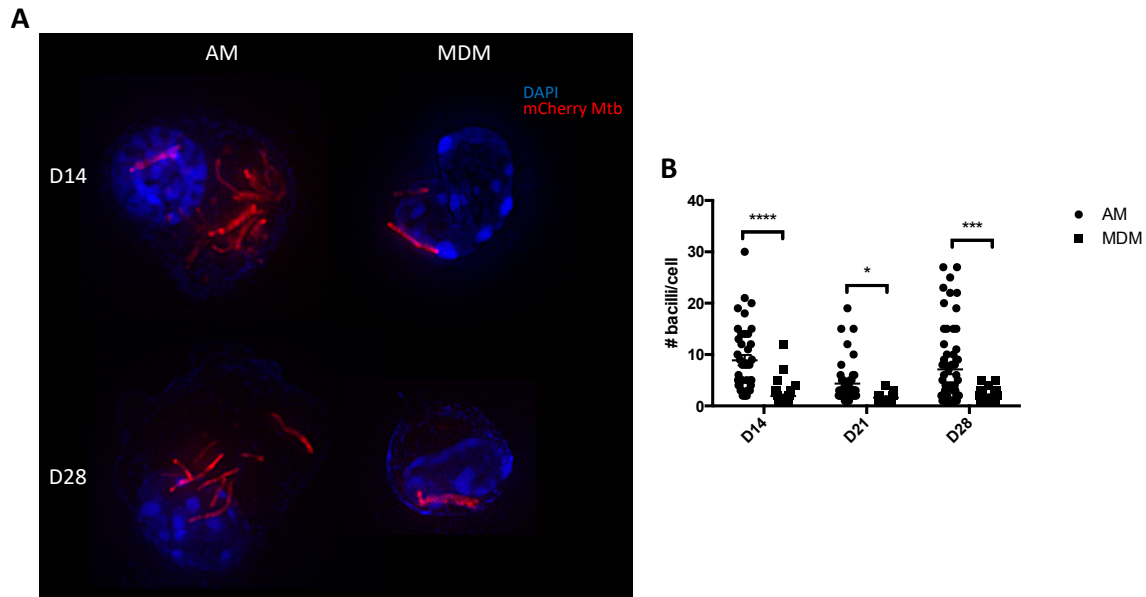 A
AM MDM
DAPI
mCherry Mtb
D14
D28
B
# bacilli/cell
40
30
20
10
0
**** * ***
D14 D21 D28
AM
MDM